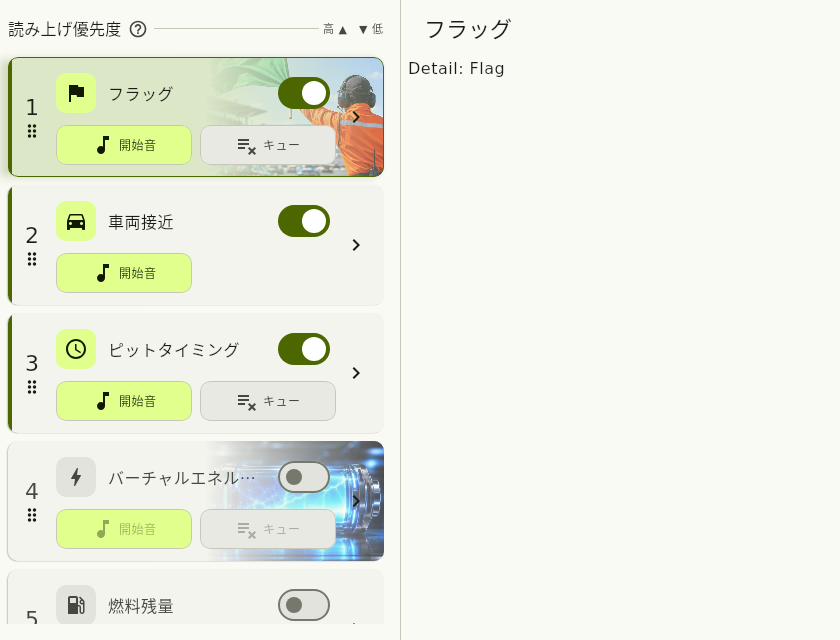 読み上げ優先度 高 ▲ ▼ 低
1
フラッグ
開始音 キュー
2
車両接近
開始音
3
ピットタイミング
開始音 キュー
4
バーチャルエネル…
開始音 キュー
5
燃料残量
フラッグ
Detail: Flag